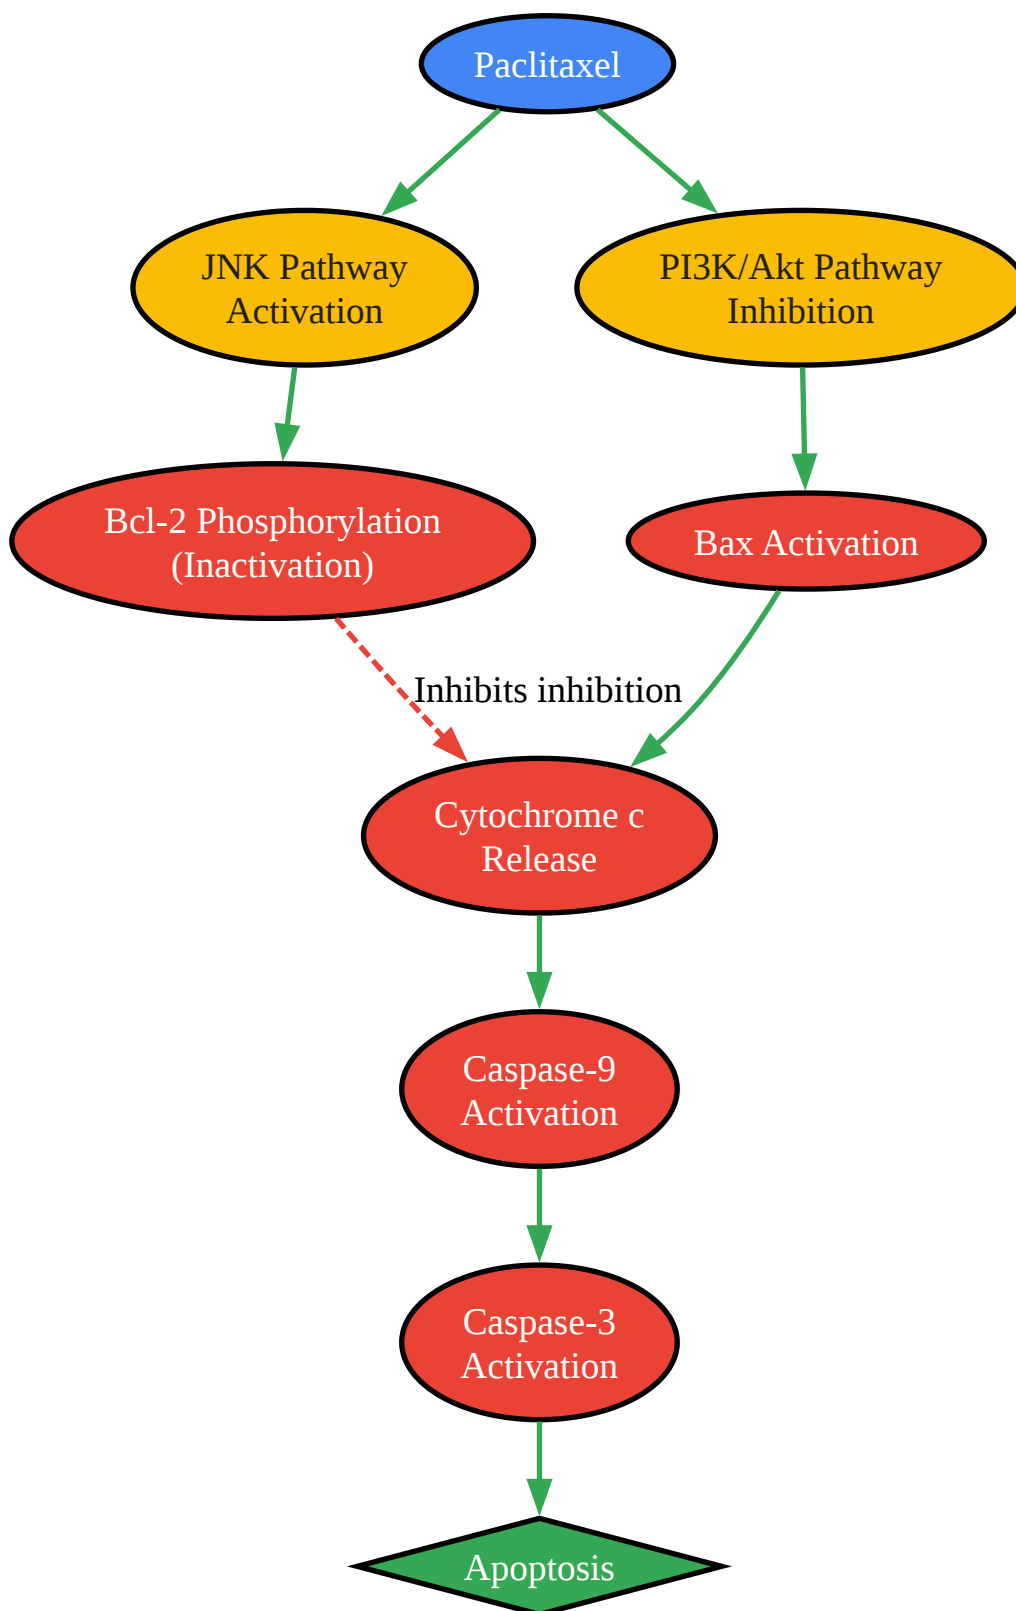 Paclitaxel
JNK Pathway
Activation
PI3K/Akt Pathway
Inhibition
Bcl-2 Phosphorylation
(Inactivation)
Bax Activation
Inhibits inhibition
Cytochrome c
Release
Caspase-9
Activation
Caspase-3
Activation
Apoptosis